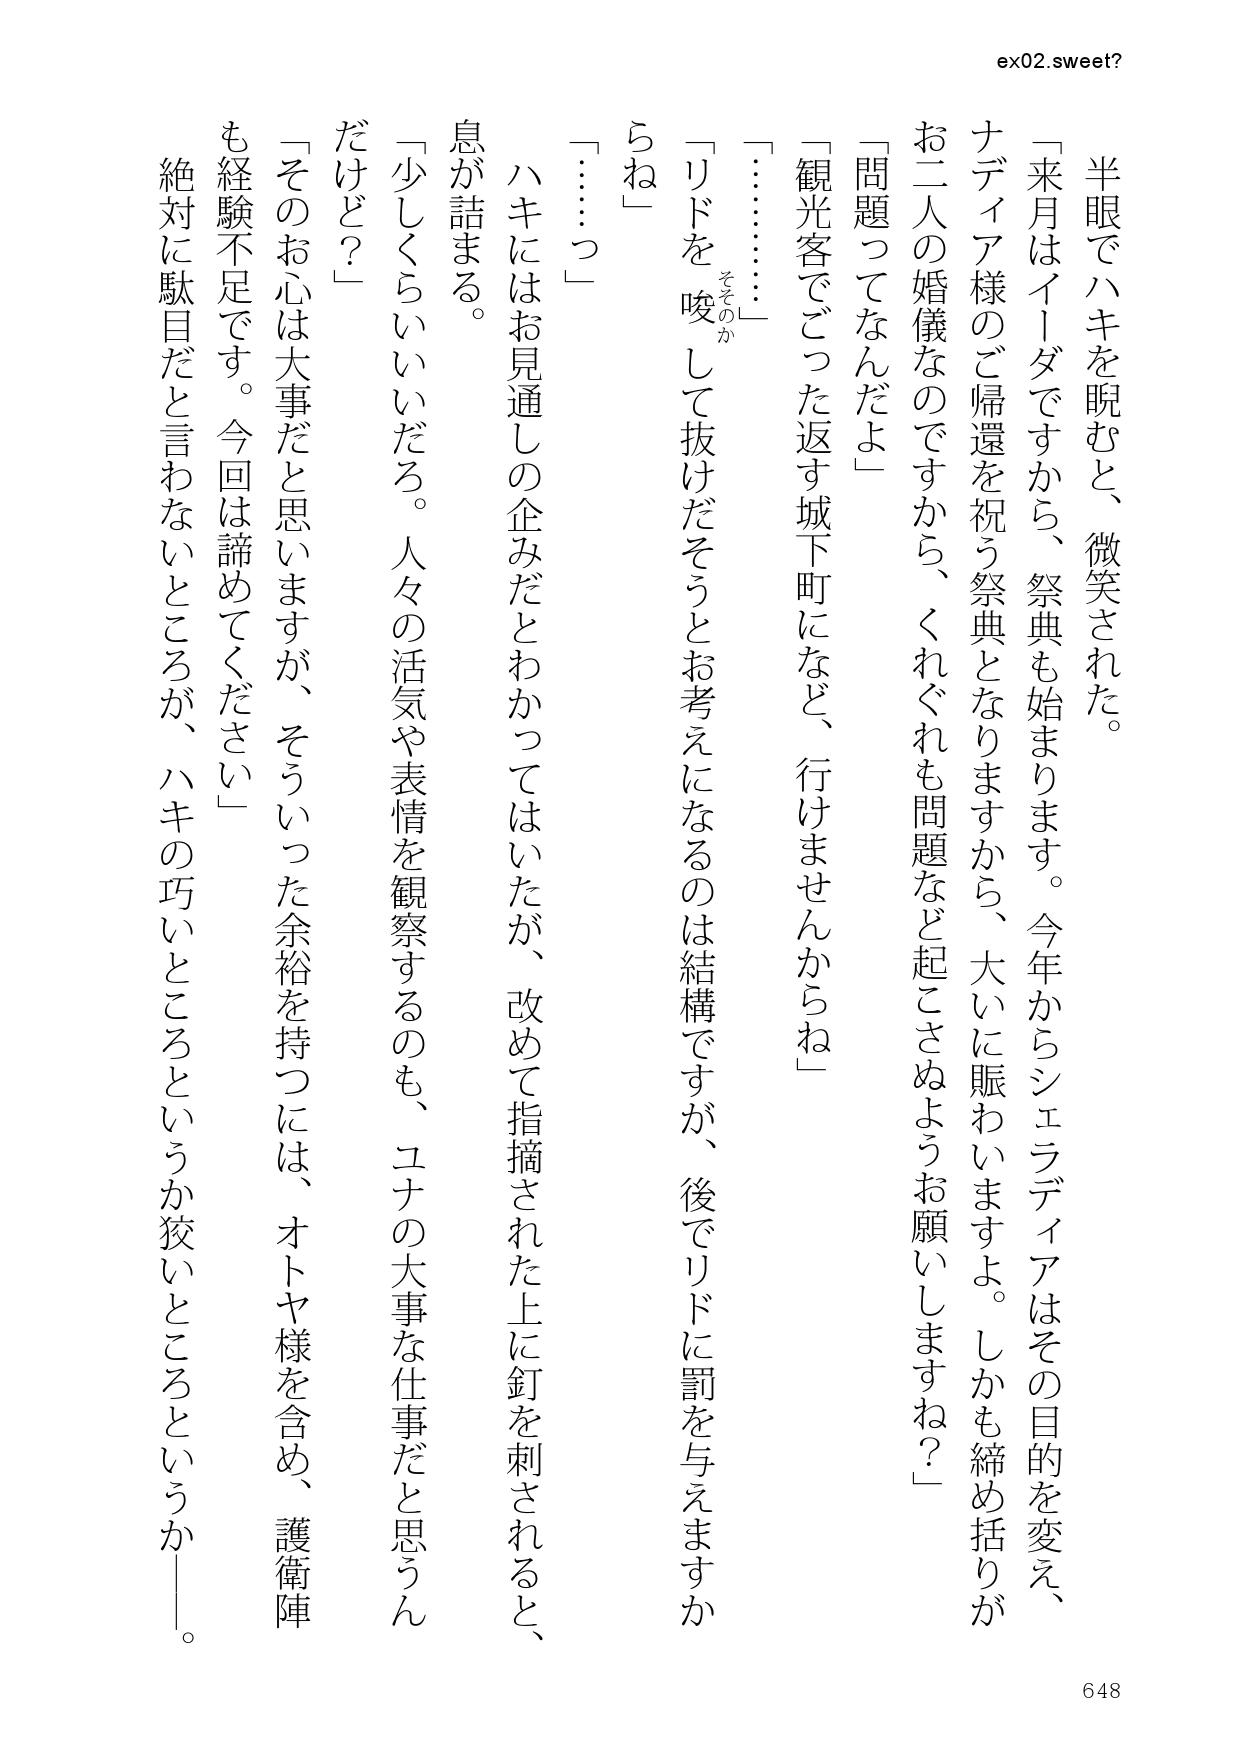 ex02.sweet?
　半眼でハキを睨むと、微笑された。
「来月はイーダですから、祭典も始まります。今年からシェラディアはその目的を変え、
ナディア様のご帰還を祝う祭典となりますから、大いに賑わいますよ。しかも締め括りが
お二人の婚儀なのですから、くれぐれも問題など起こさぬようお願いしますね？」
「問題ってなんだよ」
「観光客でごった返す城下町になど、行けませんからね」
「…………」
「リドを唆そそのかして抜けだそうとお考えになるのは結構ですが、後でリドに罰を与えますか
らね」
「……っ」
　ハキにはお見通しの企みだとわかってはいたが、改めて指摘された上に釘を刺されると、
息が詰まる。
「少しくらいいいだろ。人々の活気や表情を観察するのも、ユナの大事な仕事だと思うん
だけど？」
「そのお心は大事だと思いますが、そういった余裕を持つには、オトヤ様を含め、護衛陣
も経験不足です。今回は諦めてください」
　絶対に駄目だと言わないところが、ハキの巧いところというか狡いところというか――。
648